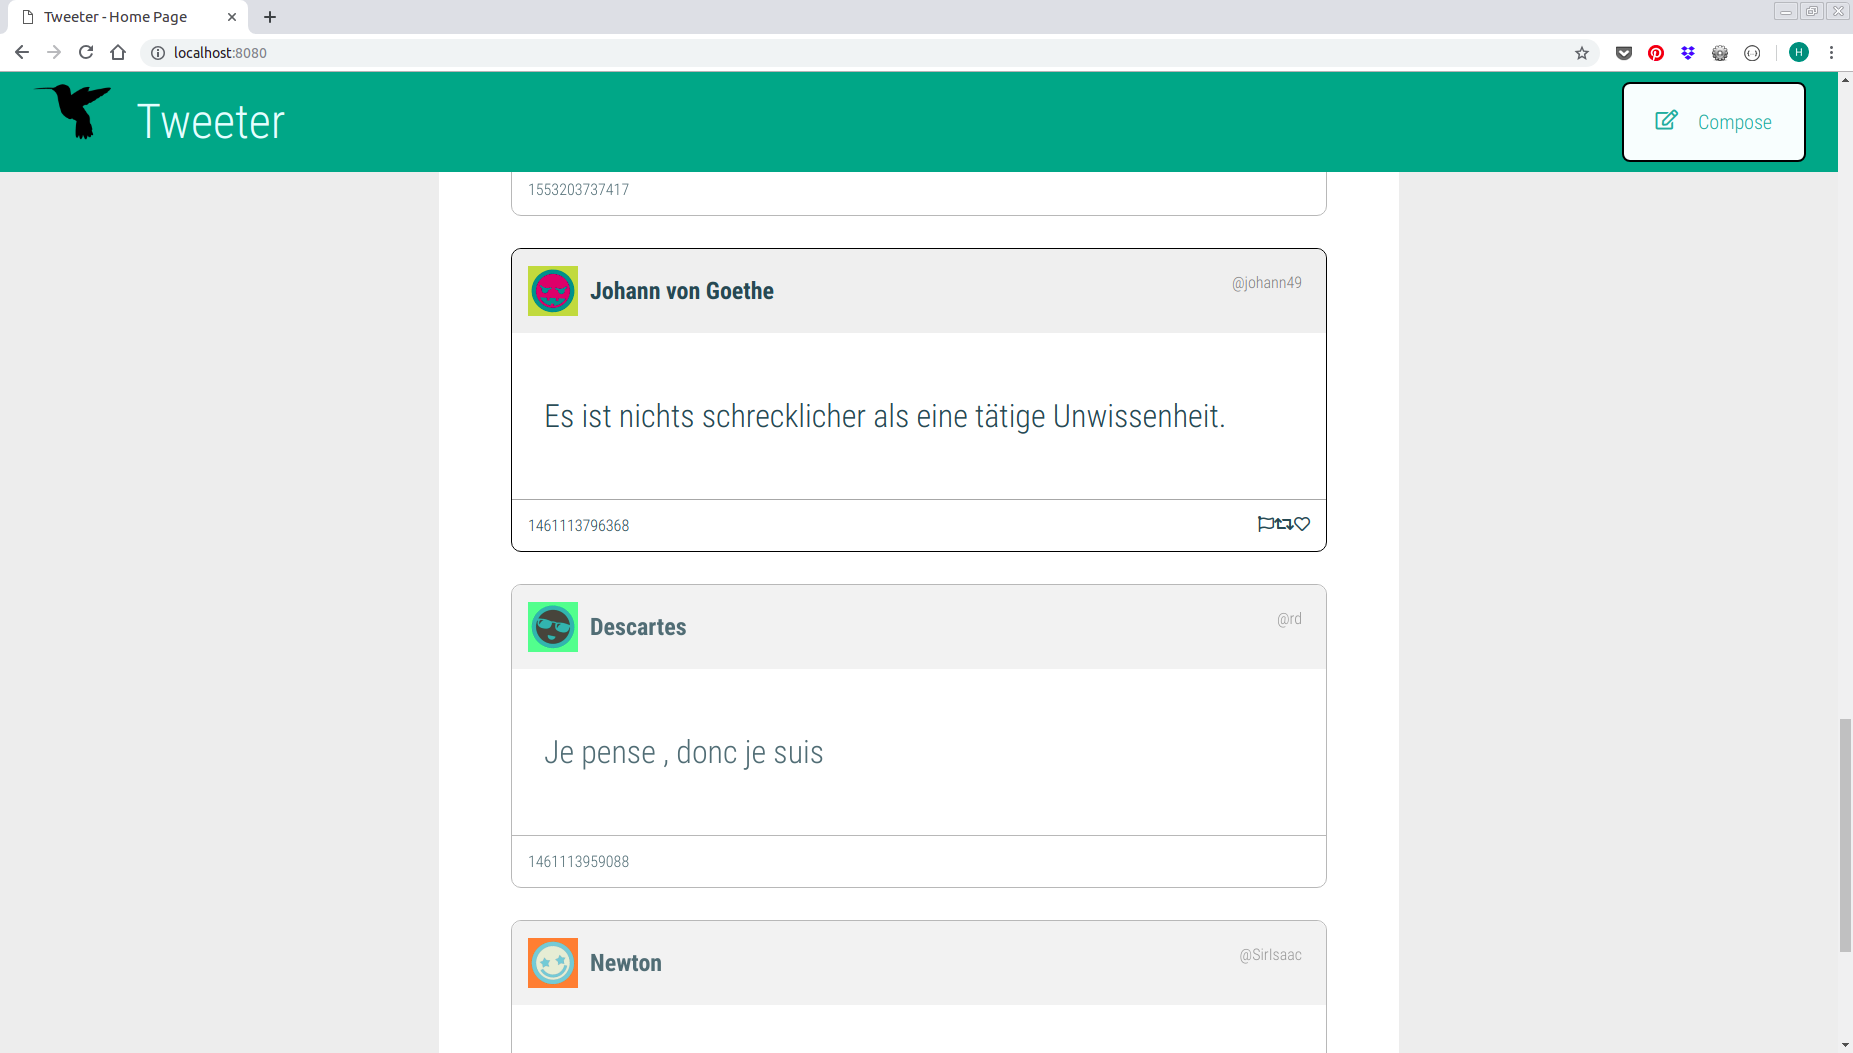 Tweeter - Home Page
localhost:8080
H
Tweeter
Compose
1553203737417
Johann von Goethe
@johann49
Es ist nichts schrecklicher als eine tätige Unwissenheit.
1461113796368
Descartes
@rd
Je pense , donc je suis
1461113959088
Newton
@SirIsaac